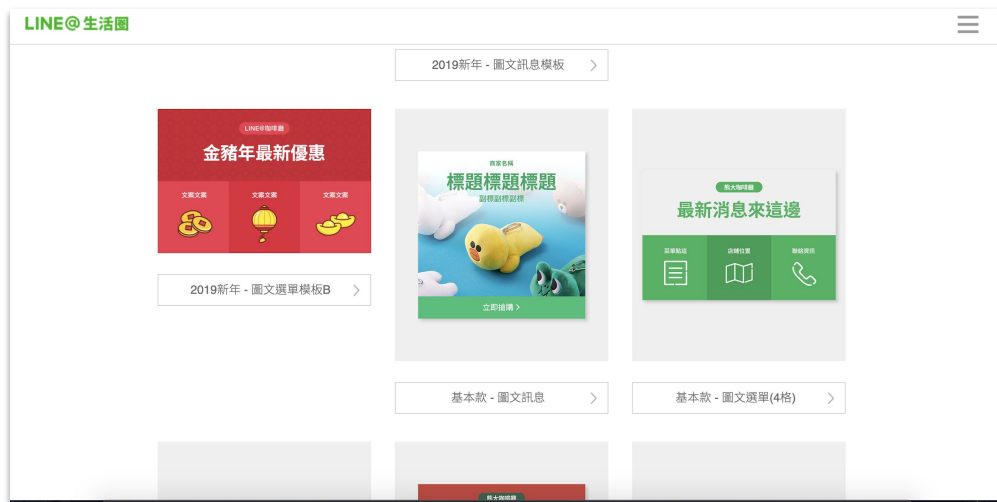 LINE@生活圈
2019新年 - 圖文訊息模板
LINE@咖啡廳
金豬年最新優惠
文案文案 文案文案 文案文案
2019新年 - 圖文選單模板B
商家名稱
標題標題標題
副標副標副標
立即搶購 >
基本款 - 圖文訊息
熊大咖啡廳
最新消息來這邊
菜單點這 店鋪位置 聯絡資訊
基本款 - 圖文選單(4格)
熊大咖啡廳